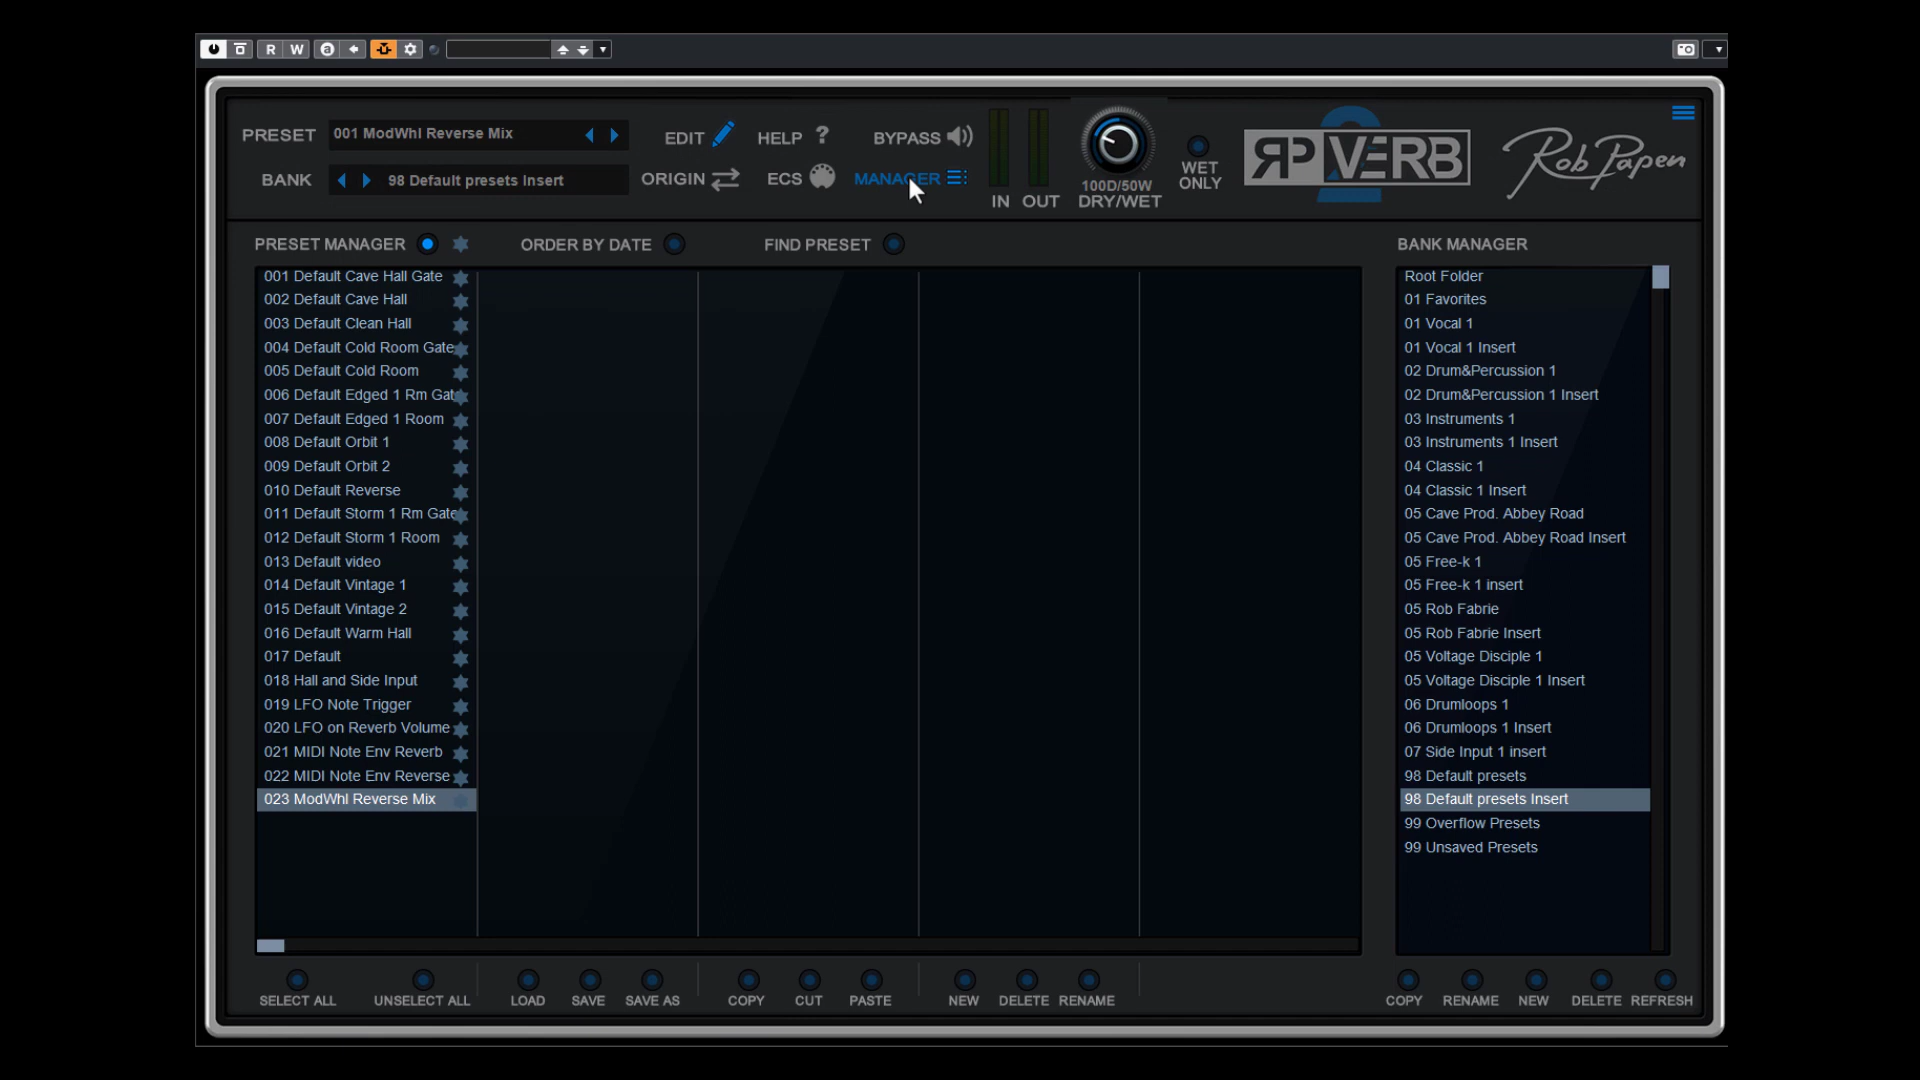 R W a
PRESET 001 ModWhl Reverse Mix
BANK 98 Default presets Insert
EDIT HELP ? BYPASS
ORIGIN ECS MANAGER
IN OUT
100D/50W
DRY/WET
WET
ONLY
RP VERB 2
Rob Papen
PRESET MANAGER ORDER BY DATE FIND PRESET BANK MANAGER
001 Default Cave Hall Gate
002 Default Cave Hall
003 Default Clean Hall
004 Default Cold Room Gate
005 Default Cold Room
006 Default Edged 1 Rm Gat
007 Default Edged 1 Room
008 Default Orbit 1
009 Default Orbit 2
010 Default Reverse
011 Default Storm 1 Rm Gate
012 Default Storm 1 Room
013 Default video
014 Default Vintage 1
015 Default Vintage 2
016 Default Warm Hall
017 Default
018 Hall and Side Input
019 LFO Note Trigger
020 LFO on Reverb Volume
021 MIDI Note Env Reverb
022 MIDI Note Env Reverse
023 ModWhl Reverse Mix
Root Folder
01 Favorites
01 Vocal 1
01 Vocal 1 Insert
02 Drum&Percussion 1
02 Drum&Percussion 1 Insert
03 Instruments 1
03 Instruments 1 Insert
04 Classic 1
04 Classic 1 Insert
05 Cave Prod. Abbey Road
05 Cave Prod. Abbey Road Insert
05 Free-k 1
05 Free-k 1 insert
05 Rob Fabrie
05 Rob Fabrie Insert
05 Voltage Disciple 1
05 Voltage Disciple 1 Insert
06 Drumloops 1
06 Drumloops 1 Insert
07 Side Input 1 insert
98 Default presets
98 Default presets Insert
99 Overflow Presets
99 Unsaved Presets
SELECT ALL UNSELECT ALL LOAD SAVE SAVE AS COPY CUT PASTE NEW DELETE RENAME COPY RENAME NEW DELETE REFRESH